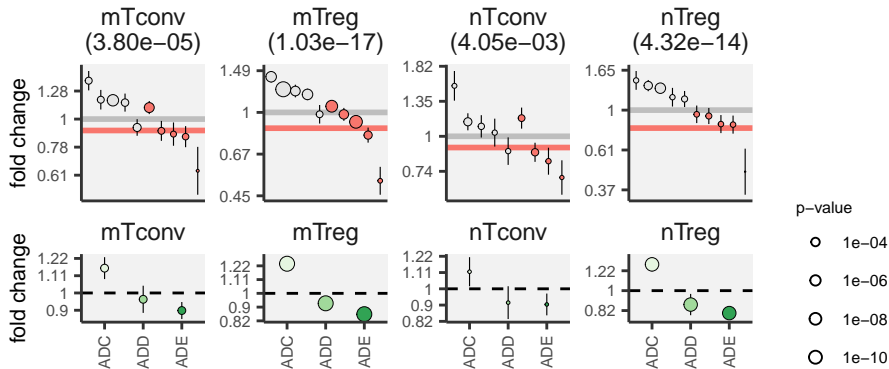 mTconv
(3.80e−05)
mTreg
(1.03e−17)
nTconv
(4.05e−03)
nTreg
(4.32e−14)
fold change
1.28
1
0.78
0.61
1.49
1
0.67
0.45
1.82
1.35
1
0.74
1.65
1
0.61
0.37
mTconv
mTreg
nTconv
nTreg
fold change
1.22
1.11
1
0.9
1.22
1.11
1
0.9
0.82
1.22
1.11
1
0.9
0.82
1.22
1
0.82
ADC
ADD
ADE
ADC
ADD
ADE
ADC
ADD
ADE
ADC
ADD
ADE
p−value
1e−04
1e−06
1e−08
1e−10